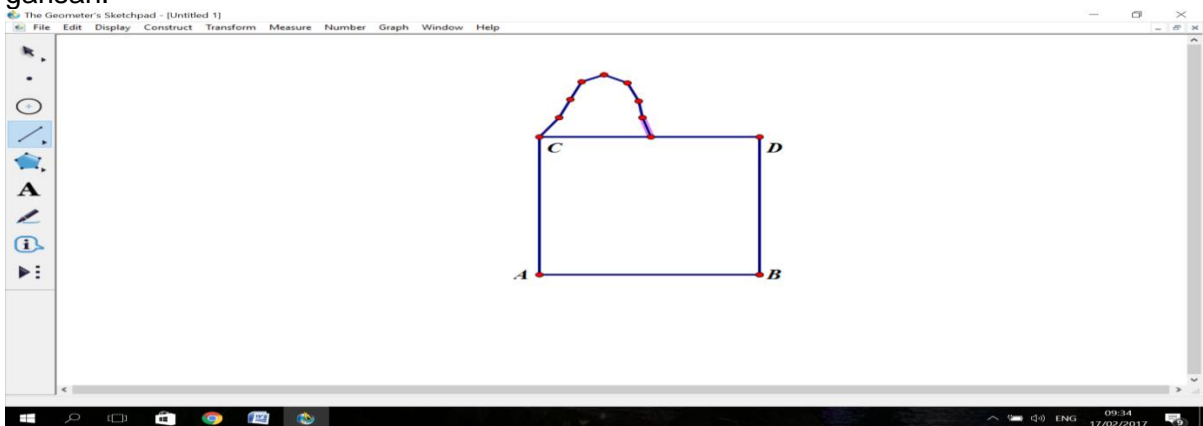 The Geometer's Sketchpad - [Untitled 1]
File Edit Display Construct Transform Measure Number Graph Window Help
C
D
A
B
A
ENG
09:34
17/02/2017